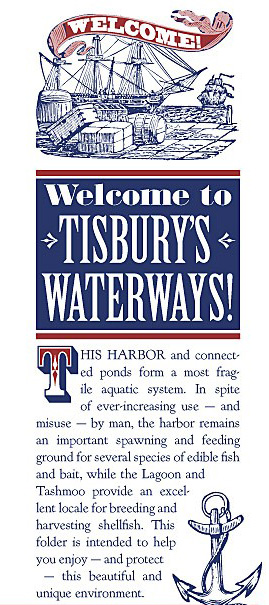 WELCOME!
Welcome to
TISBURY'S
WATERWAYS!
THIS HARBOR and connect-
ed ponds form a most frag-
ile aquatic system. In spite
of ever-increasing use — and
misuse — by man, the harbor remains
an important spawning and feeding
ground for several species of edible fish
and bait, while the Lagoon and
Tashmoo provide an excel-
lent locale for breeding and
harvesting shellfish. This
folder is intended to help
you enjoy — and protect
— this beautiful and
unique environment.